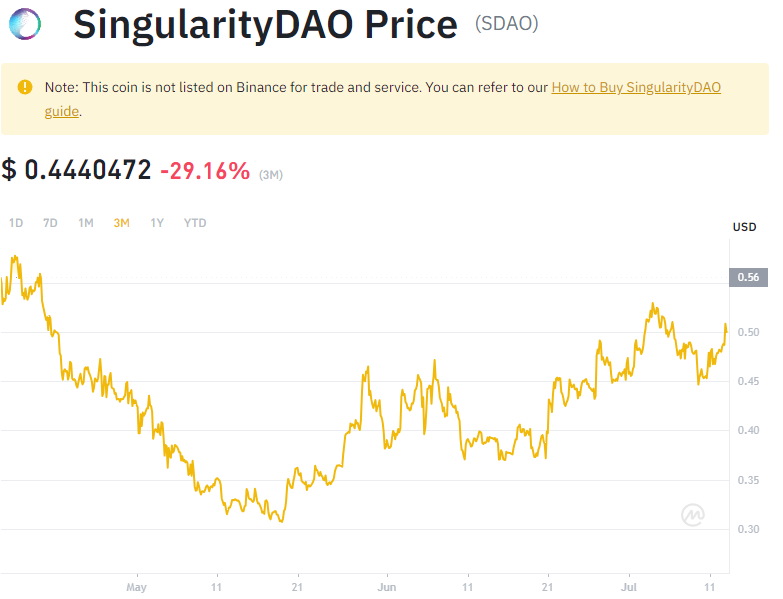 SingularityDAO Price (SDAO)
Note: This coin is not listed on Binance for trade and service. You can refer to our How to Buy SingularityDAO
guide.
$ 0.4440472 -29.16% (3M)
1D 7D 1M 3M 1Y YTD
USD
0.56
0.50
0.45
0.40
0.35
0.30
May 11 21 Jun 11 21 Jul 11